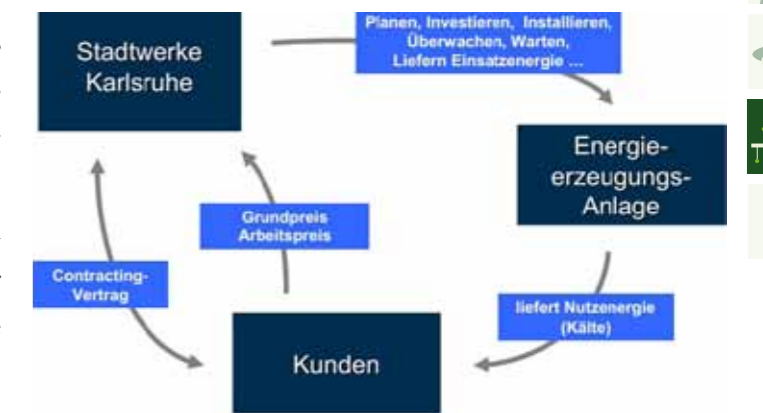 Stadtwerke
Karlsruhe
Planen, Investieren, Installieren,
Überwachen, Warten,
Liefern Einsatzenergie ...
Energie-
erzeugungs-
Anlage
Grundpreis
Arbeitspreis
Contracting-
Vertrag
liefert Nutzenergie
(Kälte)
Kunden